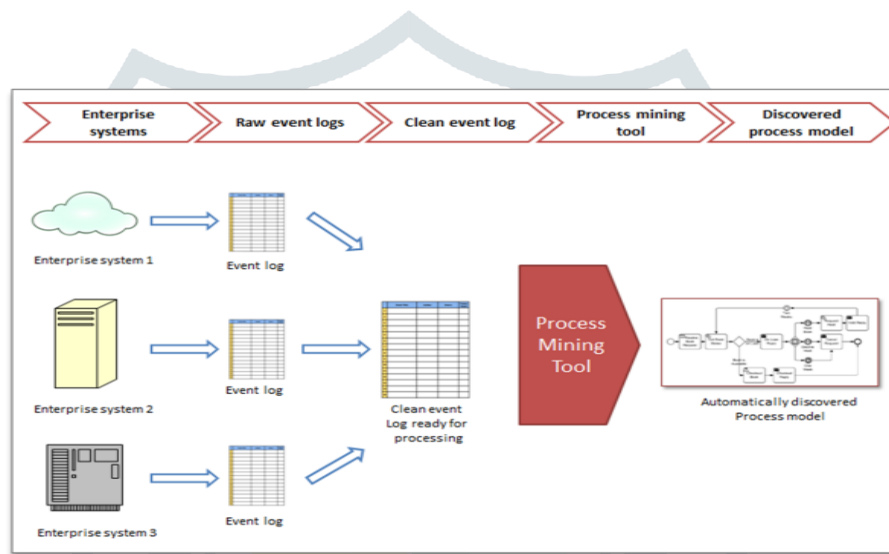 Enterprise
systems
Raw event logs
Clean event log
Process mining
tool
Discovered
process model
Enterprise system 1
Event log
Enterprise system 2
Event log
Clean event
Log ready for
processing
Process
Mining
Tool
Automatically discovered
Process model
Enterprise system 3
Event log